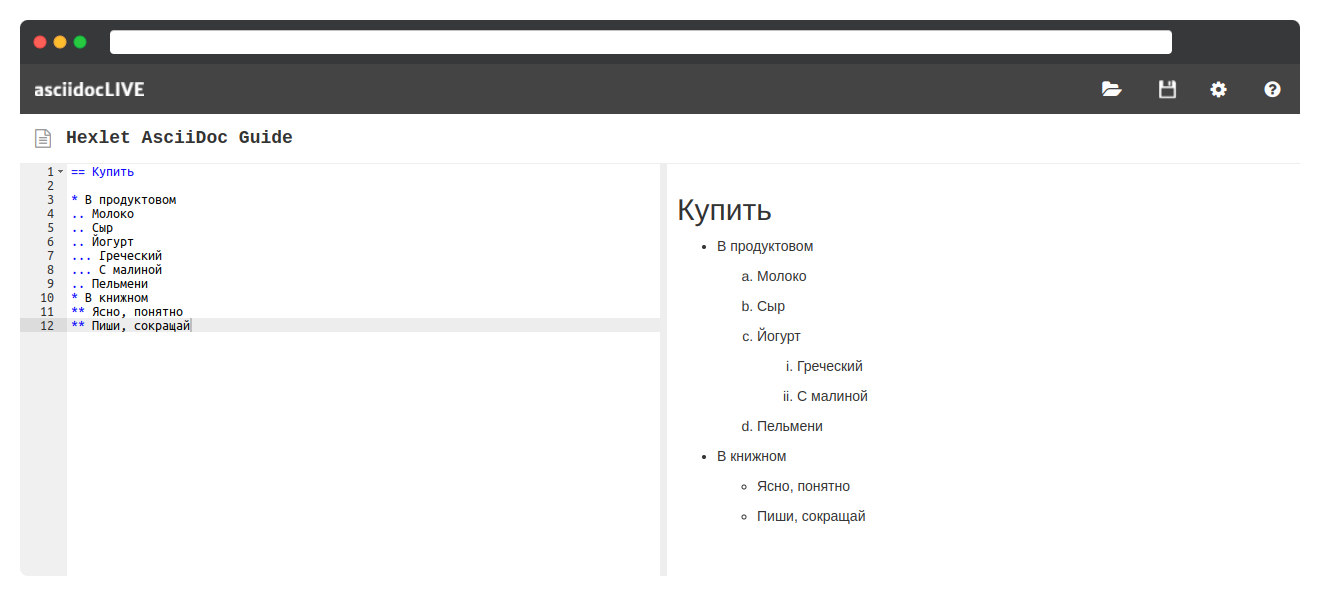 asciidocLIVE
Hexlet AsciiDoc Guide
1 == Купить
2
3 * В продуктовом
4 .. Молоко
5 .. Сыр
6 .. Йогурт
7 ... Греческий
8 ... С малиной
9 .. Пельмени
10 * В книжном
11 ** Ясно, понятно
12 ** Пиши, сокращай
Купить
• В продуктовом
a. Молоко
b. Сыр
c. Йогурт
i. Греческий
ii. С малиной
d. Пельмени
• В книжном
◦ Ясно, понятно
◦ Пиши, сокращай